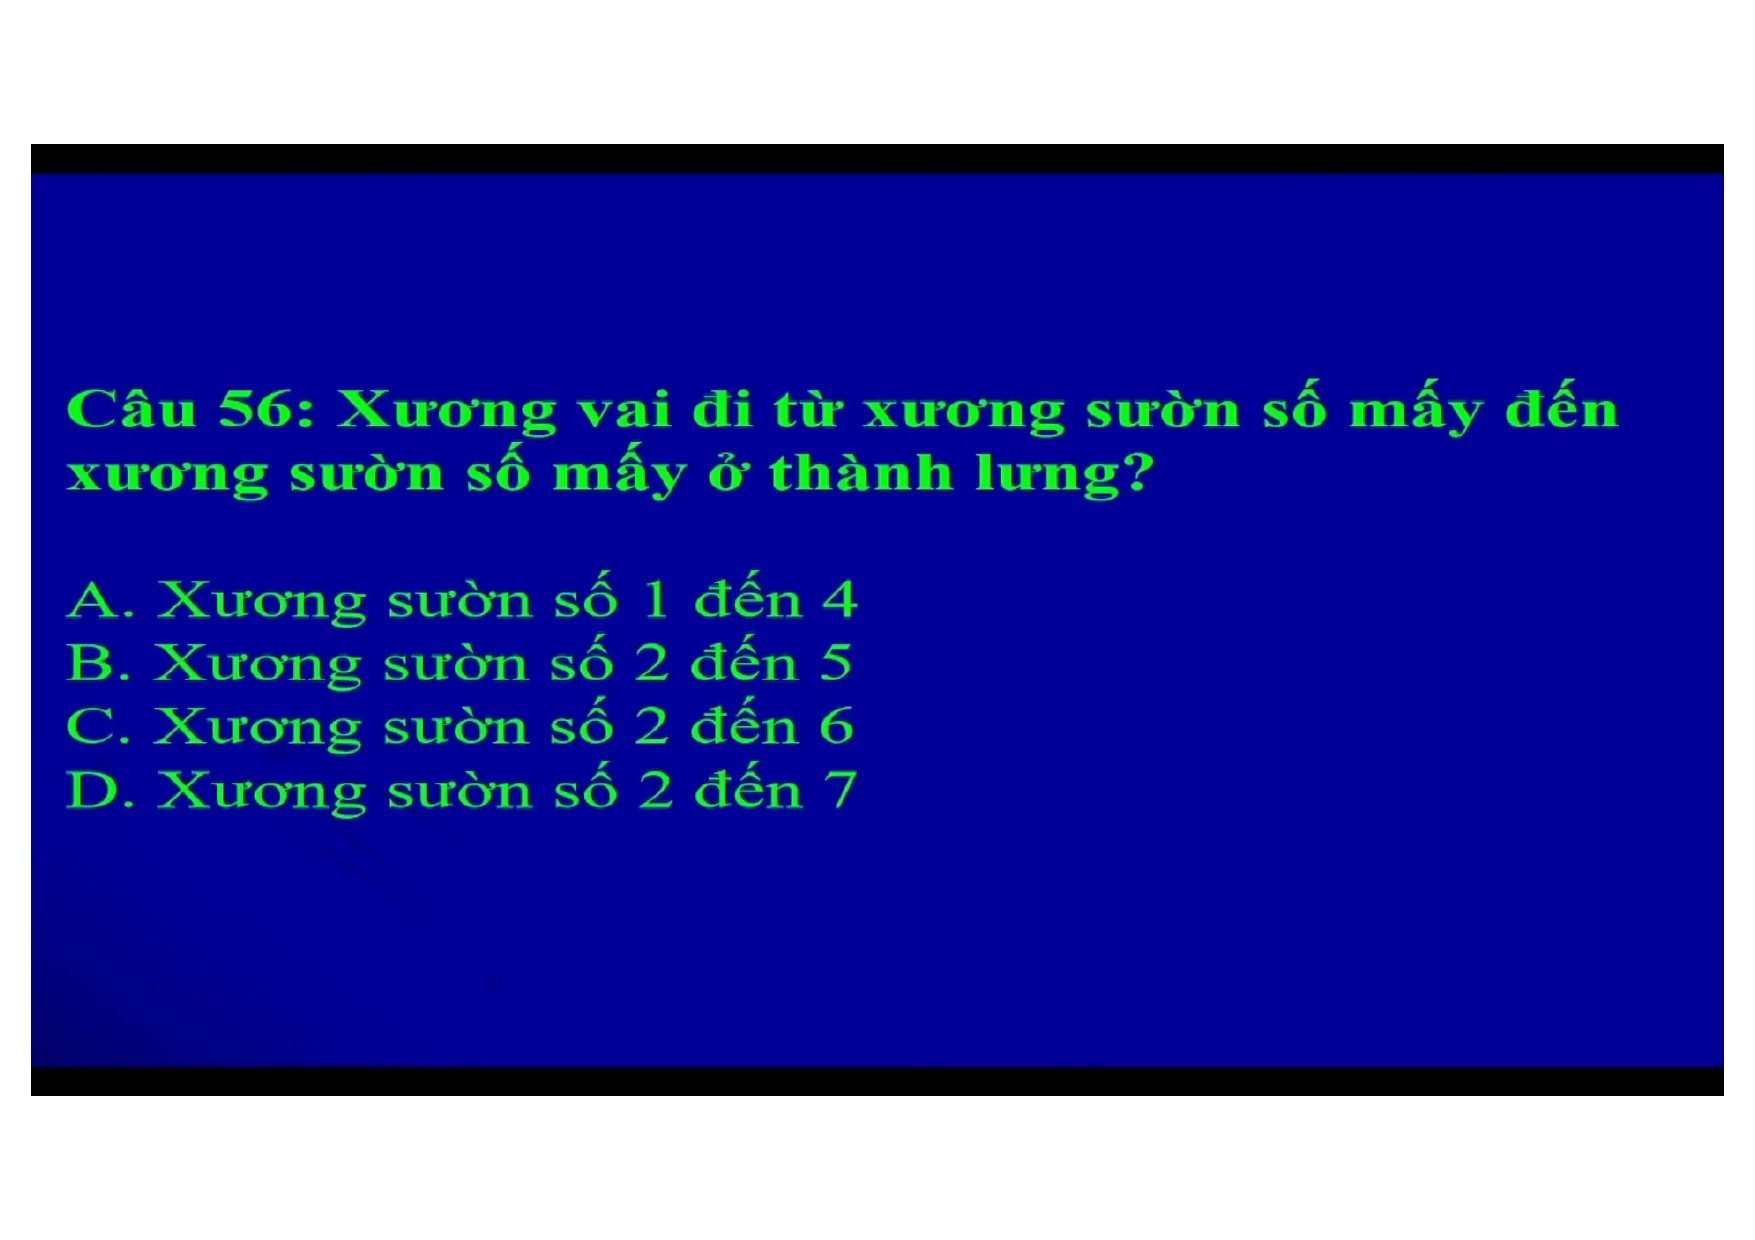 Câu 56: Xương vai đi từ xương sườn số mấy đến
xương sườn số mấy ở thành lưng?
A. Xương sườn số 1 đến 4
B. Xương sườn số 2 đến 5
C. Xương sườn số 2 đến 6
D. Xương sườn số 2 đến 7